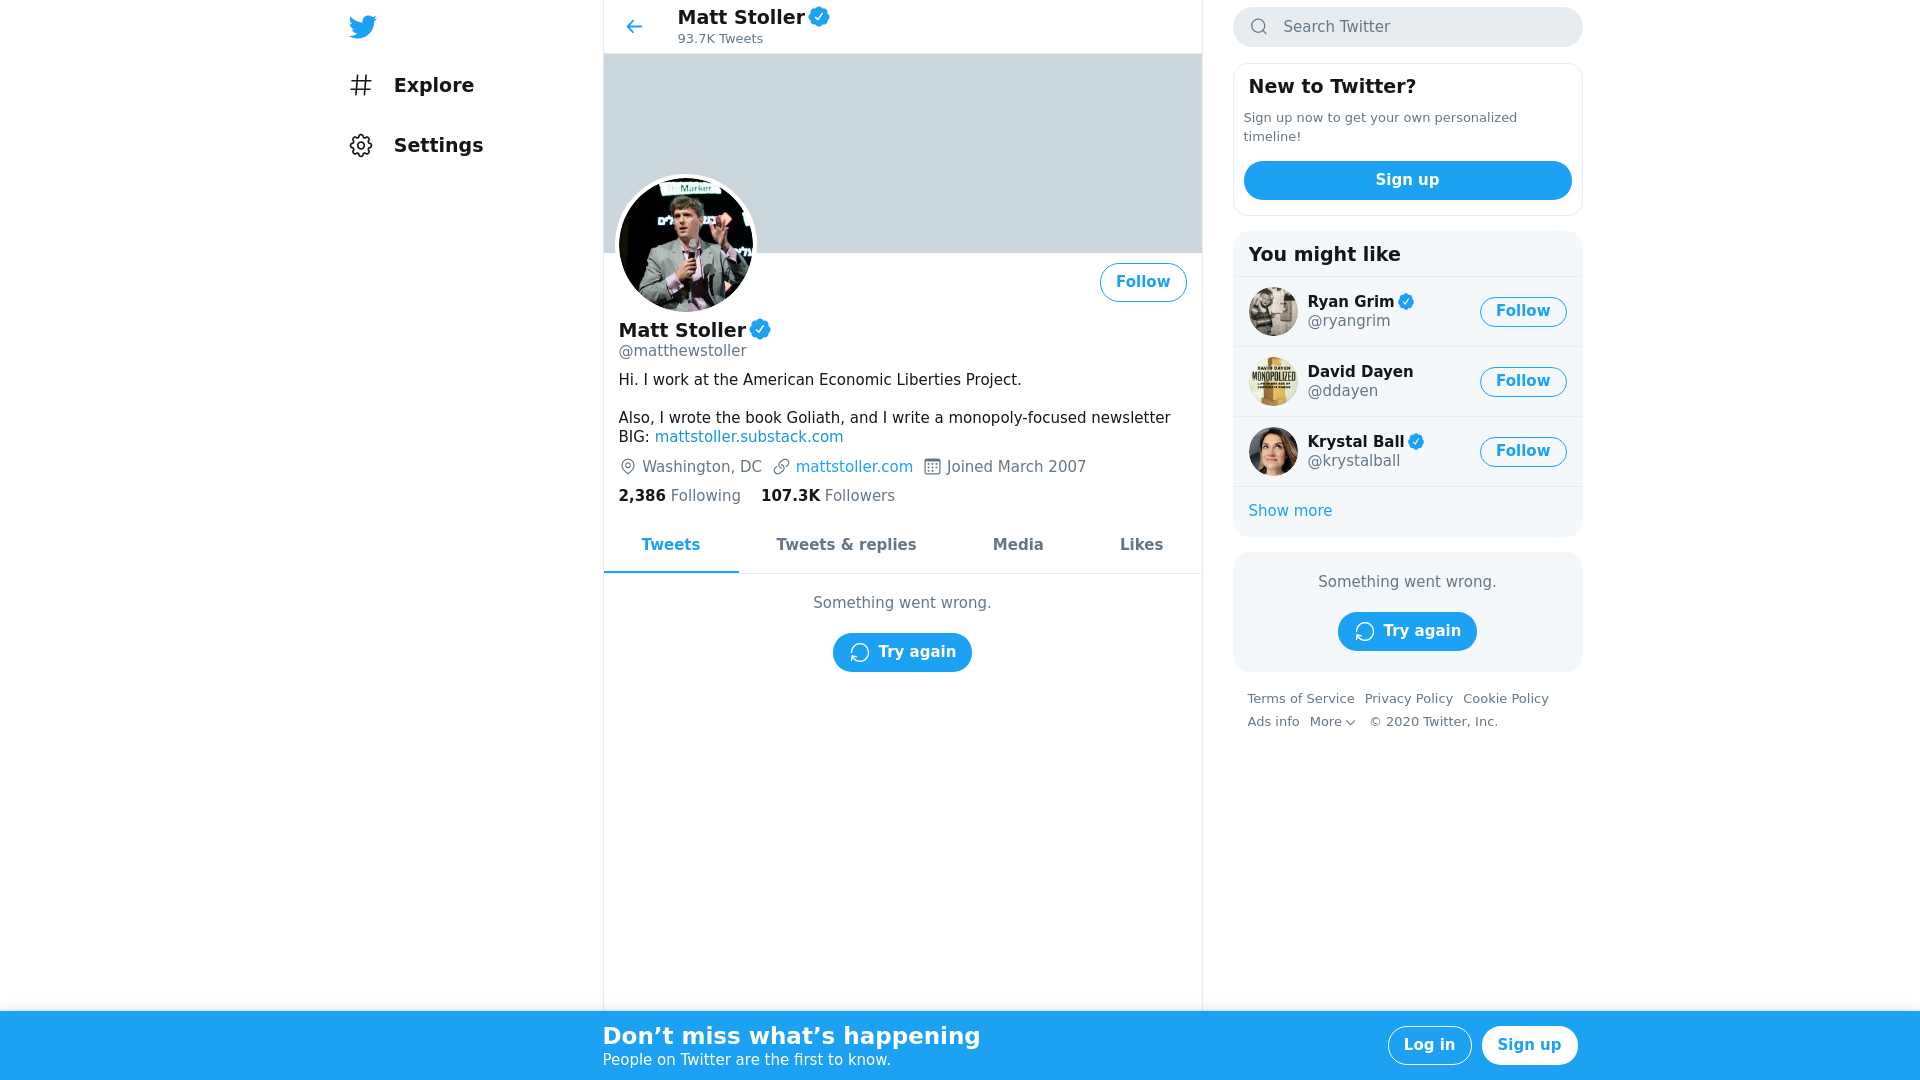 Explore
Settings
Matt Stoller
93.7K Tweets
Marker
Follow
Matt Stoller
@matthewstoller
Hi. I work at the American Economic Liberties Project.
Also, I wrote the book Goliath, and I write a monopoly-focused newsletter
BIG: mattstoller.substack.com
Washington, DC mattstoller.com Joined March 2007
2,386 Following 107.3K Followers
Tweets Tweets & replies Media Likes
Something went wrong.
Try again
Search Twitter
New to Twitter?
Sign up now to get your own personalized
timeline!
Sign up
You might like
Ryan Grim
@ryangrim
Follow
DAVID DAYEN
MONOPOLIZED
David Dayen
@ddayen
Follow
Krystal Ball
@krystalball
Follow
Show more
Something went wrong.
Try again
Terms of Service Privacy Policy Cookie Policy
Ads info More © 2020 Twitter, Inc.
Don’t miss what’s happening
People on Twitter are the first to know.
Log in
Sign up